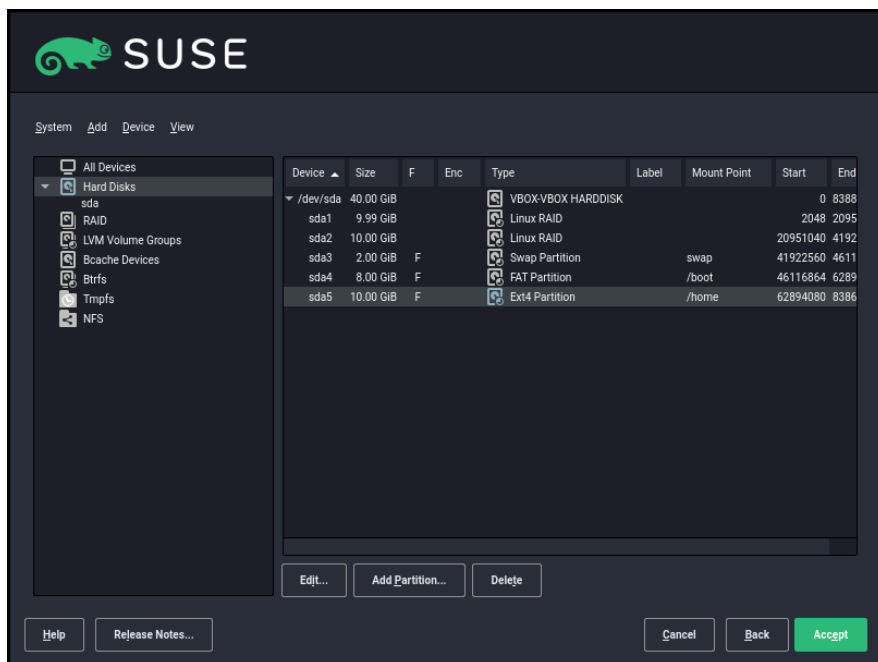 SUSE
System Add Device View
All Devices
Hard Disks
sda
RAID
LVM Volume Groups
Bcache Devices
Btrfs
Tmpfs
NFS
Device Size F Enc Type Label Mount Point Start End
/dev/sda 40.00 GiB VBOX-VBOX HARDDISK 0 8388
sda1 9.99 GiB Linux RAID 2048 2095
sda2 10.00 GiB Linux RAID 20951040 4192
sda3 2.00 GiB F Swap Partition swap 41922560 4611
sda4 8.00 GiB F FAT Partition /boot 46116864 6289
sda5 10.00 GiB F Ext4 Partition /home 62894080 8386
Edit... Add Partition... Delete
Help Release Notes... Cancel Back Accept